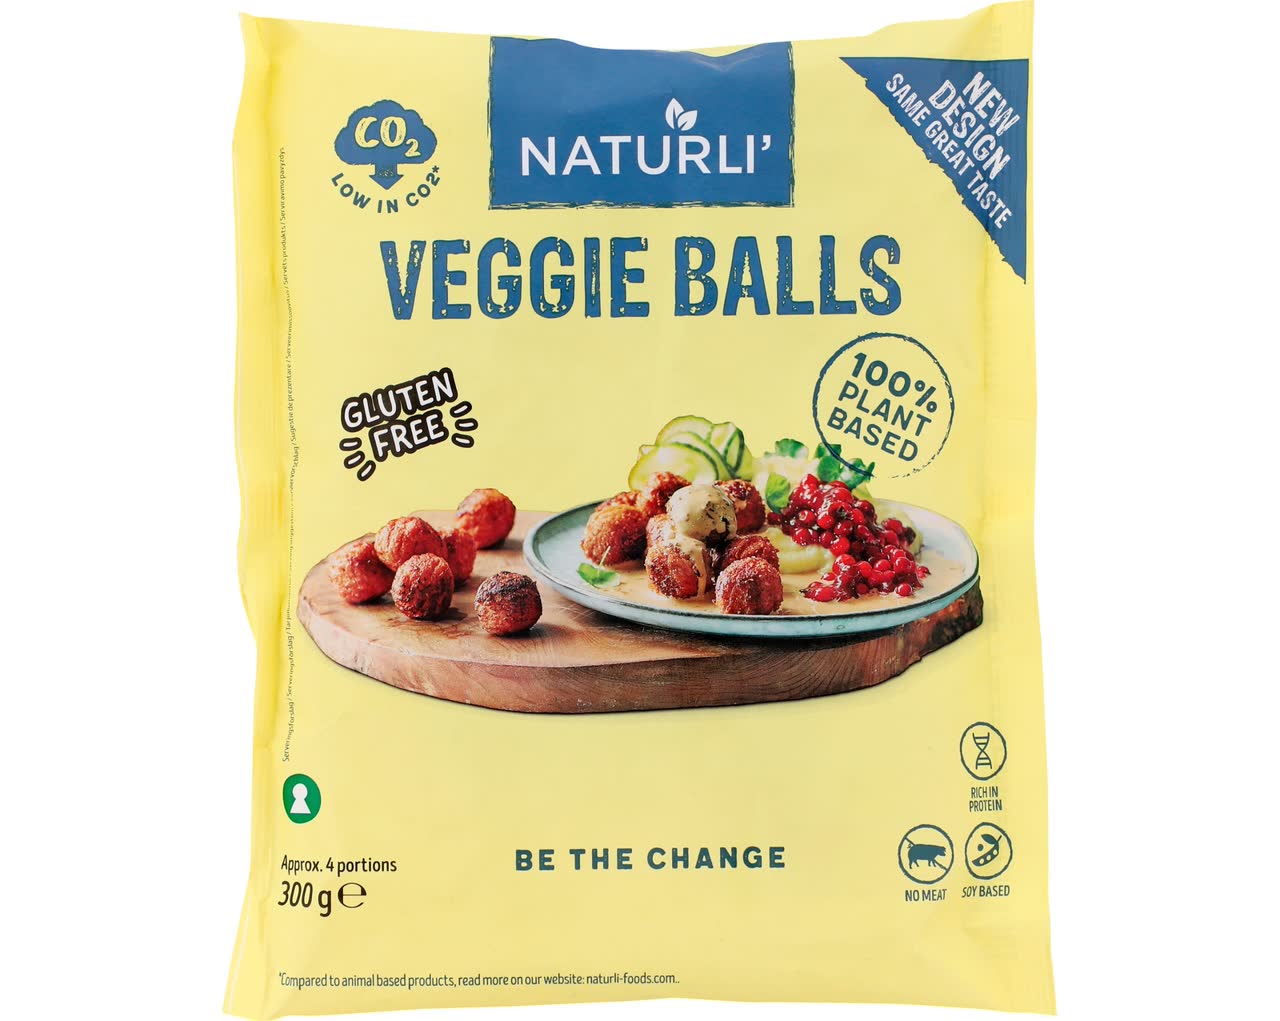 NATURLI'
NEW
DESIGN
SAME GREAT TASTE
CO2
LOW IN CO2*
VEGGIE BALLS
GLUTEN
FREE
100%
PLANT
BASED
RICH IN
PROTEIN
NO MEAT
SOY BASED
BE THE CHANGE
Approx. 4 portions
300 g ℮
*Compared to animal based products, read more on our website: naturli-foods.com..
Serveringsforslag / Serveringsförslag /